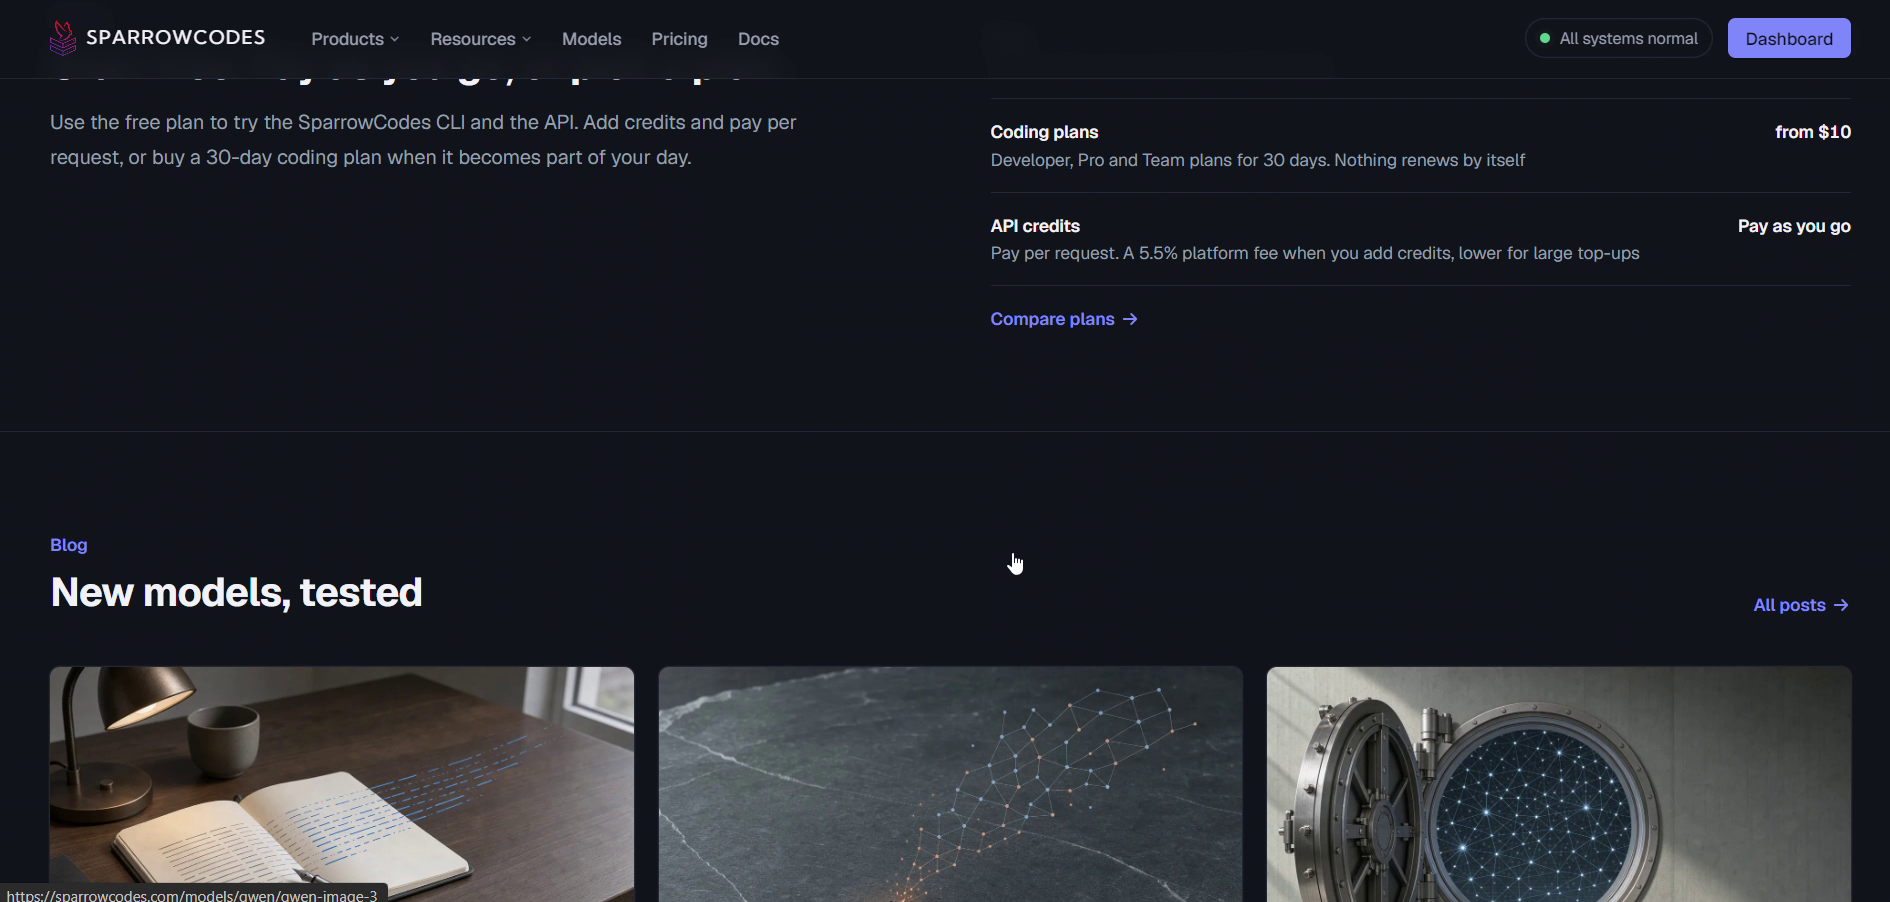 SPARROWCODES
Products
Resources
Models
Pricing
Docs
All systems normal
Dashboard
Use the free plan to try the SparrowCodes CLI and the API. Add credits and pay per
request, or buy a 30-day coding plan when it becomes part of your day.
Coding plans
from $10
Developer, Pro and Team plans for 30 days. Nothing renews by itself
API credits
Pay as you go
Pay per request. A 5.5% platform fee when you add credits, lower for large top-ups
Compare plans →
Blog
New models, tested
All posts →
https://sparrowcodes.com/models/qwen/qwen-image-3